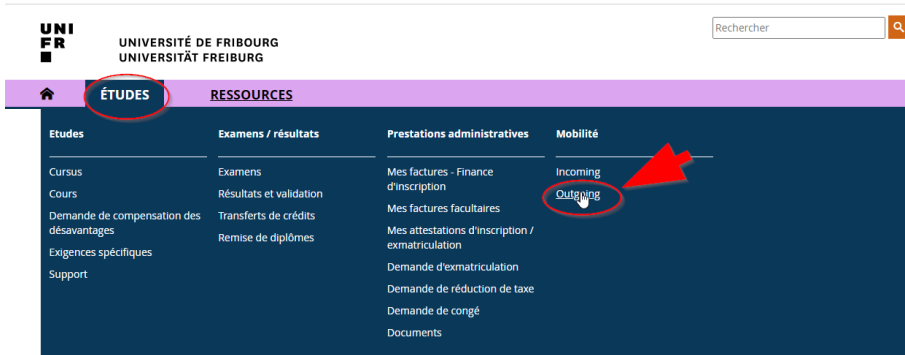 UNI
FR
UNIVERSITÉ DE FRIBOURG
UNIVERSITÄT FREIBURG
Rechercher
ÉTUDES
RESSOURCES
Etudes
Cursus
Cours
Demande de compensation des
désavantages
Exigences spécifiques
Support
Examens / résultats
Examens
Résultats et validation
Transferts de crédits
Remise de diplômes
Prestations administratives
Mes factures - Finance
d'inscription
Mes factures facultaires
Mes attestations d'inscription /
exmatriculation
Demande d'exmatriculation
Demande de réduction de taxe
Demande de congé
Documents
Mobilité
Incoming
Outgoing